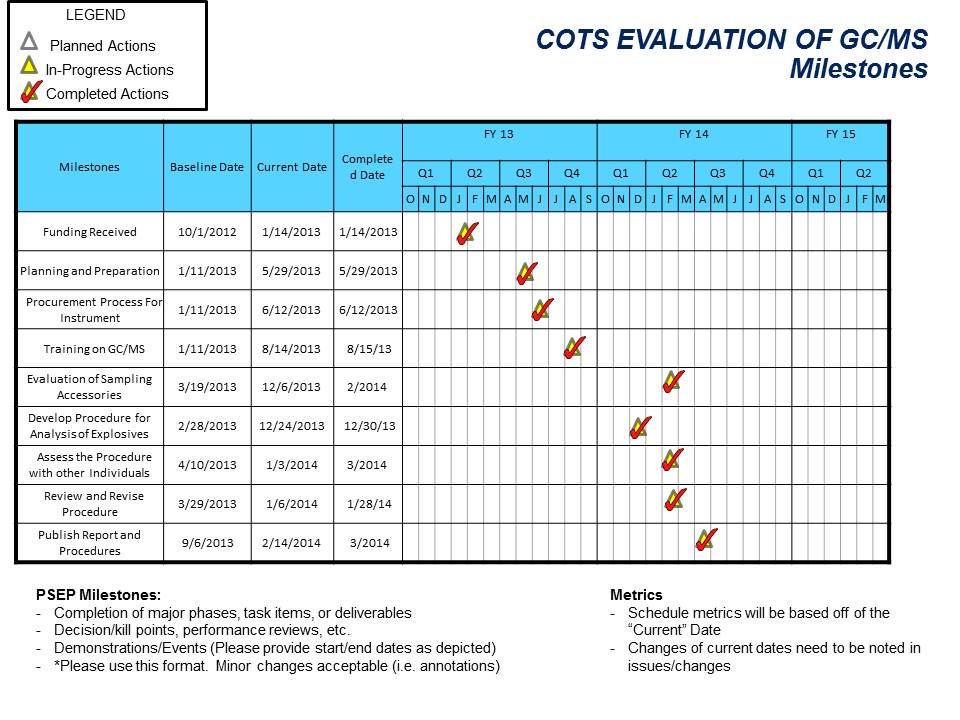 LEGEND
Planned Actions
In-Progress Actions
Completed Actions
COTS EVALUATION OF GC/MS
Milestones
Milestones
Baseline Date
Current Date
Complete
d Date
FY 13
FY 14
FY 15
Q1 Q2 Q3 Q4 Q1 Q2 Q3 Q4 Q1 Q2
O N D J F M A M J J A S O N D J F M A M J J A S O N D J F M
Funding Received 10/1/2012 1/14/2013 1/14/2013
Planning and Preparation 1/11/2013 5/29/2013 5/29/2013
Procurement Process For
Instrument
1/11/2013 6/12/2013 6/12/2013
Training on GC/MS 1/11/2013 8/14/2013 8/15/13
Evaluation of Sampling
Accessories
3/19/2013 12/6/2013 2/2014
Develop Procedure for
Analysis of Explosives
2/28/2013 12/24/2013 12/30/13
Assess the Procedure
with other Individuals
4/10/2013 1/3/2014 3/2014
Review and Revise
Procedure
3/29/2013 1/6/2014 1/28/14
Publish Report and
Procedures
9/6/2013 2/14/2014 3/2014
PSEP Milestones:
- Completion of major phases, task items, or deliverables
- Decision/kill points, performance reviews, etc.
- Demonstrations/Events (Please provide start/end dates as depicted)
- *Please use this format. Minor changes acceptable (i.e. annotations)
Metrics
- Schedule metrics will be based off of the
“Current” Date
- Changes of current dates need to be noted in
issues/changes